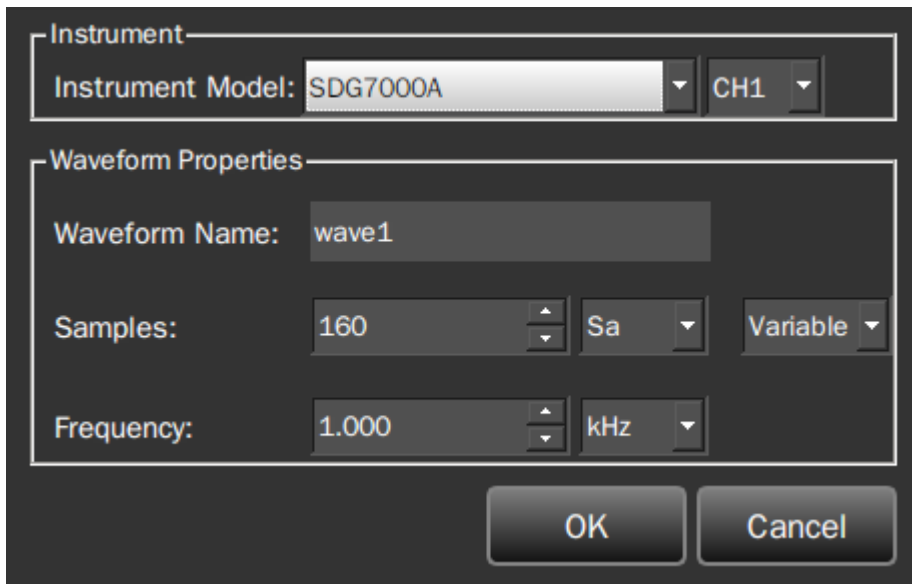 Instrument
Instrument Model: SDG7000A CH1
Waveform Properties
Waveform Name: wave1
Samples: 160 Sa Variable
Frequency: 1.000 kHz
OK Cancel